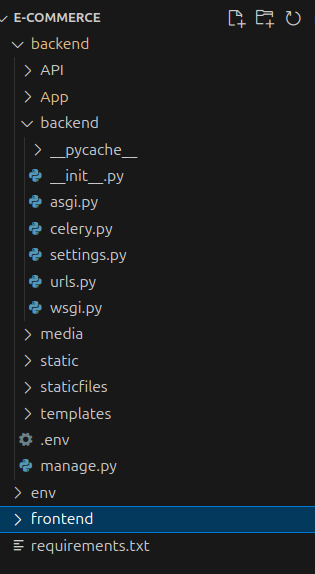 E-COMMERCE
backend
API
App
backend
__pycache__
__init__.py
asgi.py
celery.py
settings.py
urls.py
wsgi.py
media
static
staticfiles
templates
.env
manage.py
env
frontend
requirements.txt